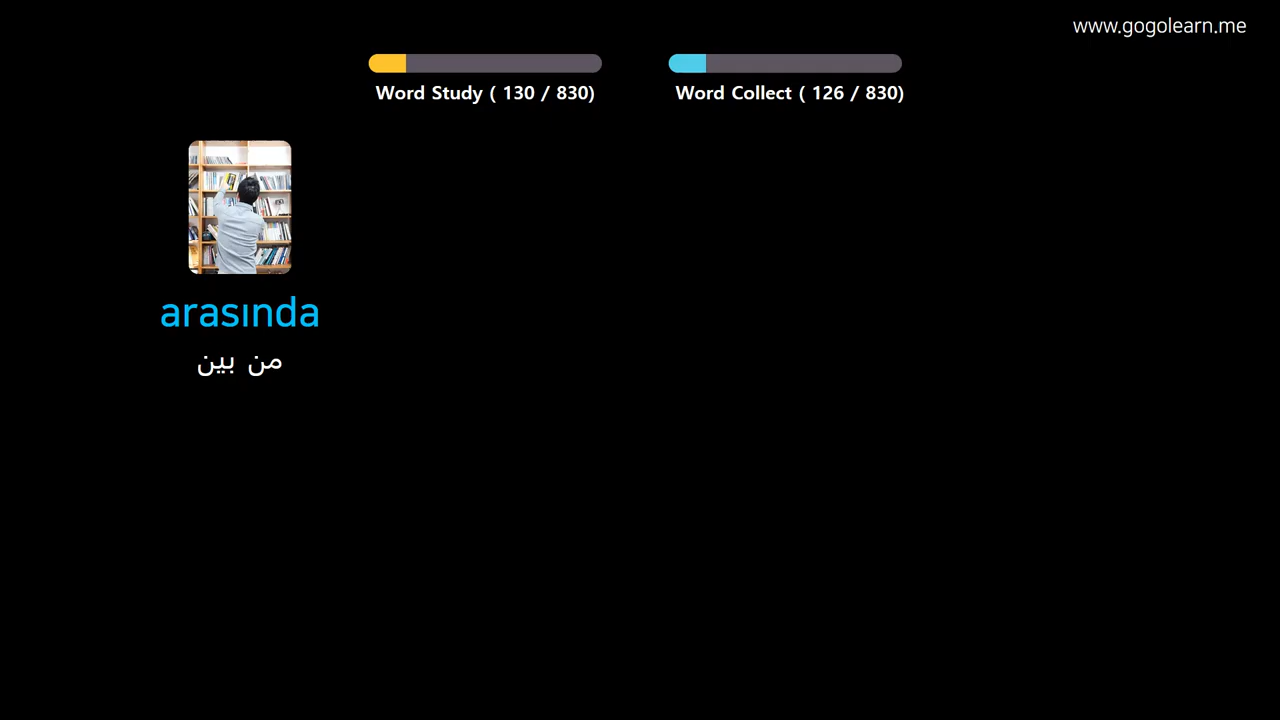 www.gogolearn.me
Word Study ( 130 / 830)
Word Collect ( 126 / 830)
arasında
من بين